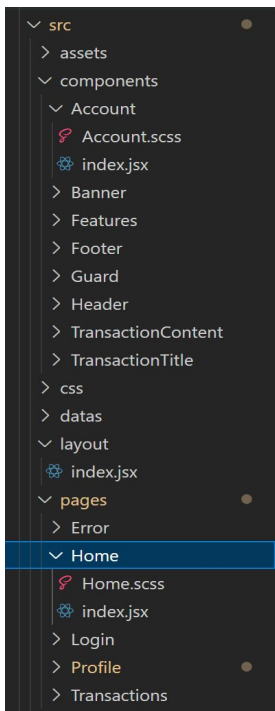 src
assets
components
Account
Account.scss
index.jsx
Banner
Features
Footer
Guard
Header
TransactionContent
TransactionTitle
css
datas
layout
index.jsx
pages
Error
Home
Home.scss
index.jsx
Login
Profile
Transactions